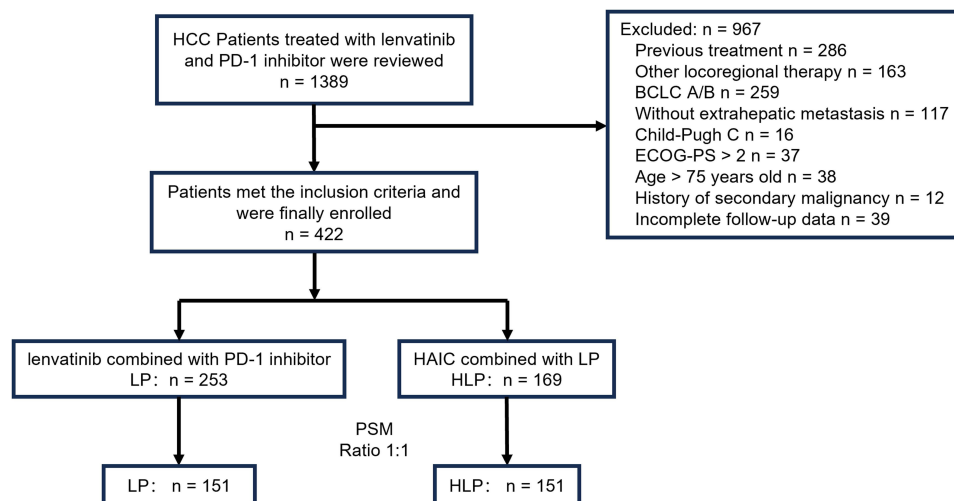 HCC Patients treated with lenvatinib
and PD-1 inhibitor were reviewed
n = 1389
Excluded: n = 967
Previous treatment n = 286
Other locoregional therapy n = 163
BCLC A/B n = 259
Without extrahepatic metastasis n = 117
Child-Pugh C n = 16
ECOG-PS > 2 n = 37
Age > 75 years old n = 38
History of secondary malignancy n = 12
Incomplete follow-up data n = 39
Patients met the inclusion criteria and
were finally enrolled
n = 422
lenvatinib combined with PD-1 inhibitor
LP: n = 253
HAIC combined with LP
HLP: n = 169
PSM
Ratio 1:1
LP: n = 151
HLP: n = 151